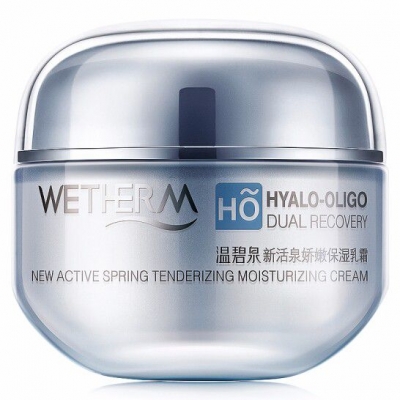 WETHERM
HÕ
HYALO-OLIGO
DUAL RECOVERY
温碧泉 新活泉娇嫩保湿乳霜
NEW ACTIVE SPRING TENDERIZING MOISTURIZING CREAM